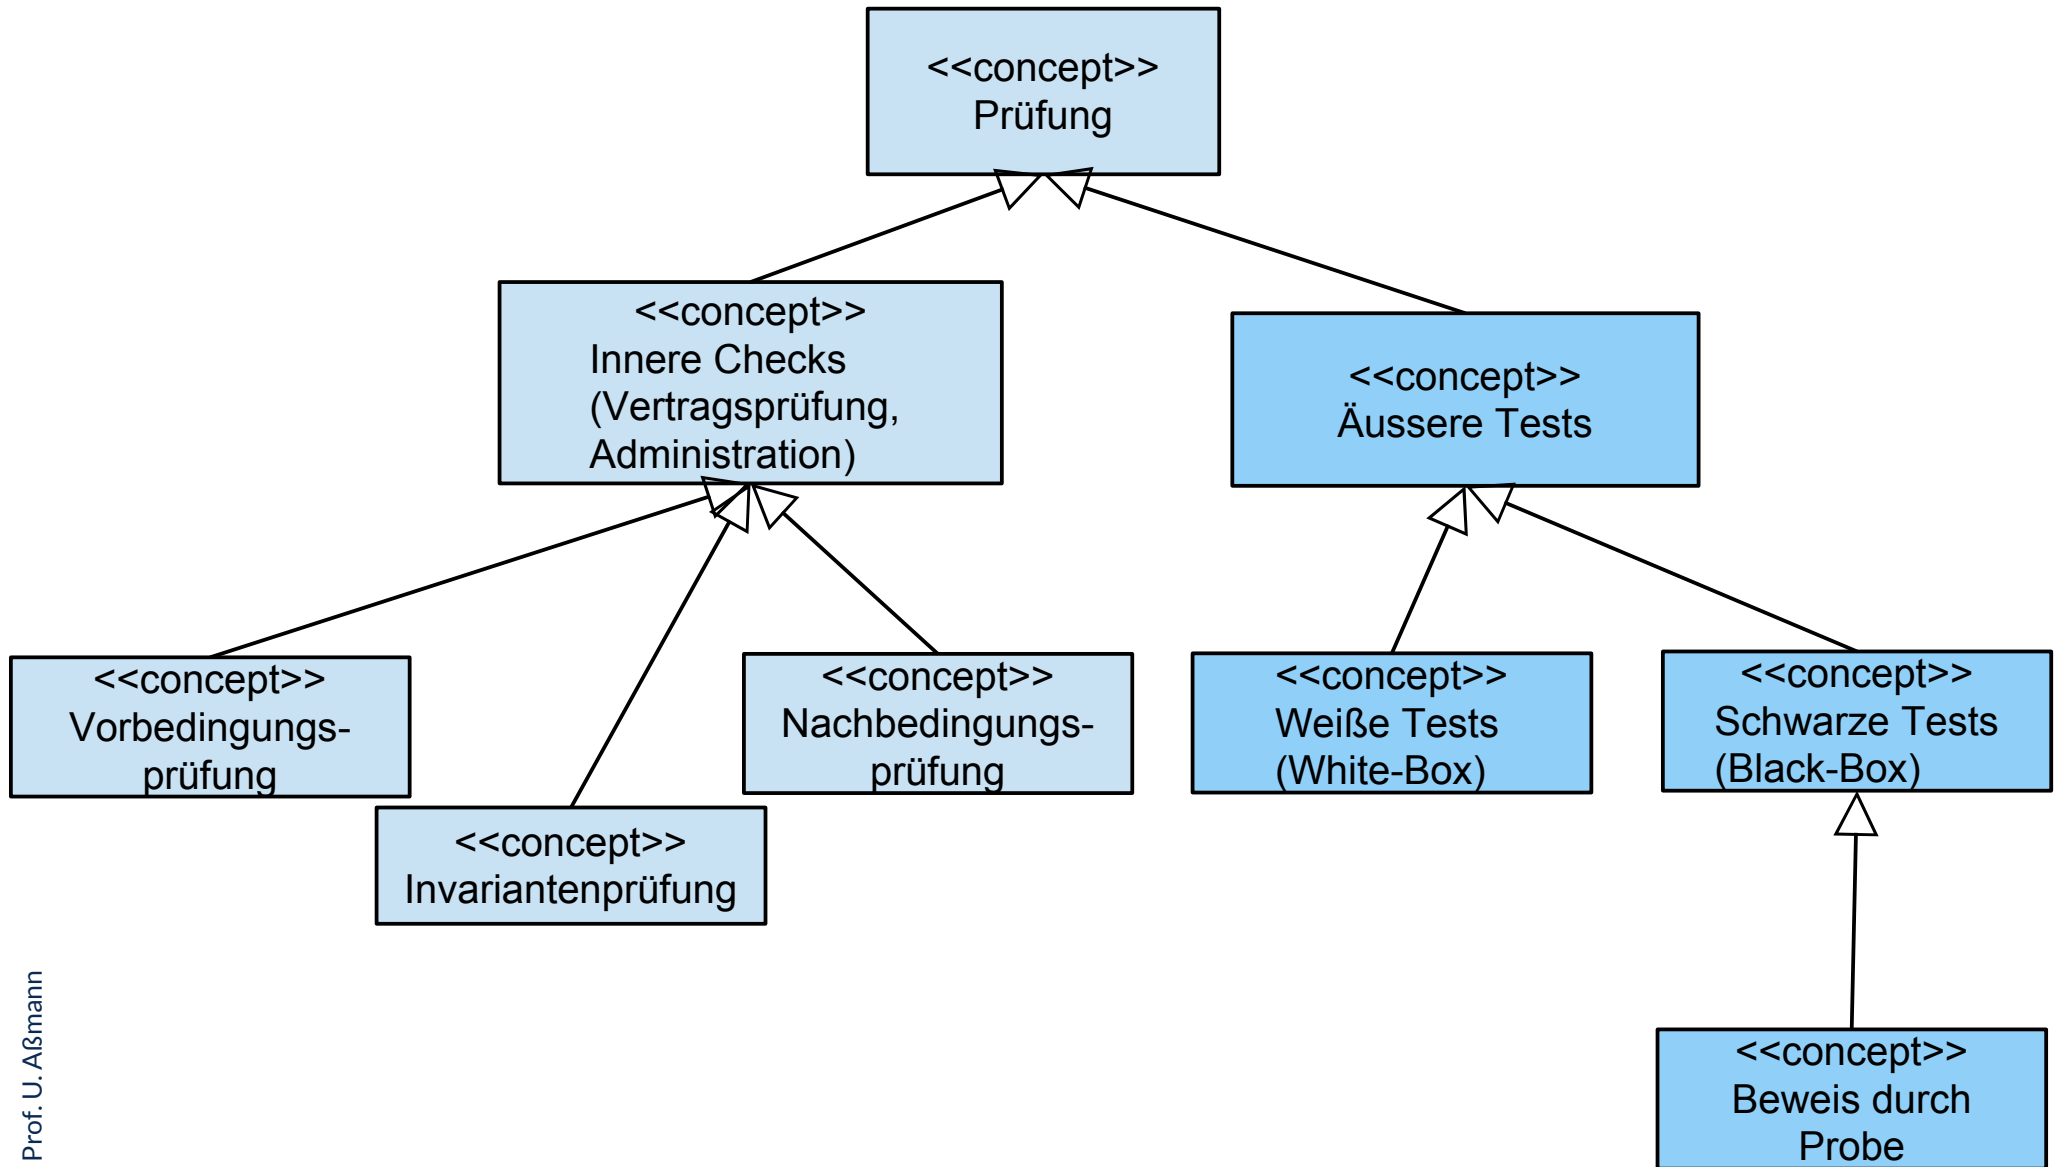 <<concept>>
Prüfung
<<concept>>
Innere Checks
(Vertragsprüfung,
Administration)
<<concept>>
Äussere Tests
<<concept>>
Vorbedingungs-
prüfung
<<concept>>
Invariantenprüfung
<<concept>>
Nachbedingungs-
prüfung
<<concept>>
Weiße Tests
(White-Box)
<<concept>>
Schwarze Tests
(Black-Box)
<<concept>>
Beweis durch
Probe
Prof. U. Aßmann